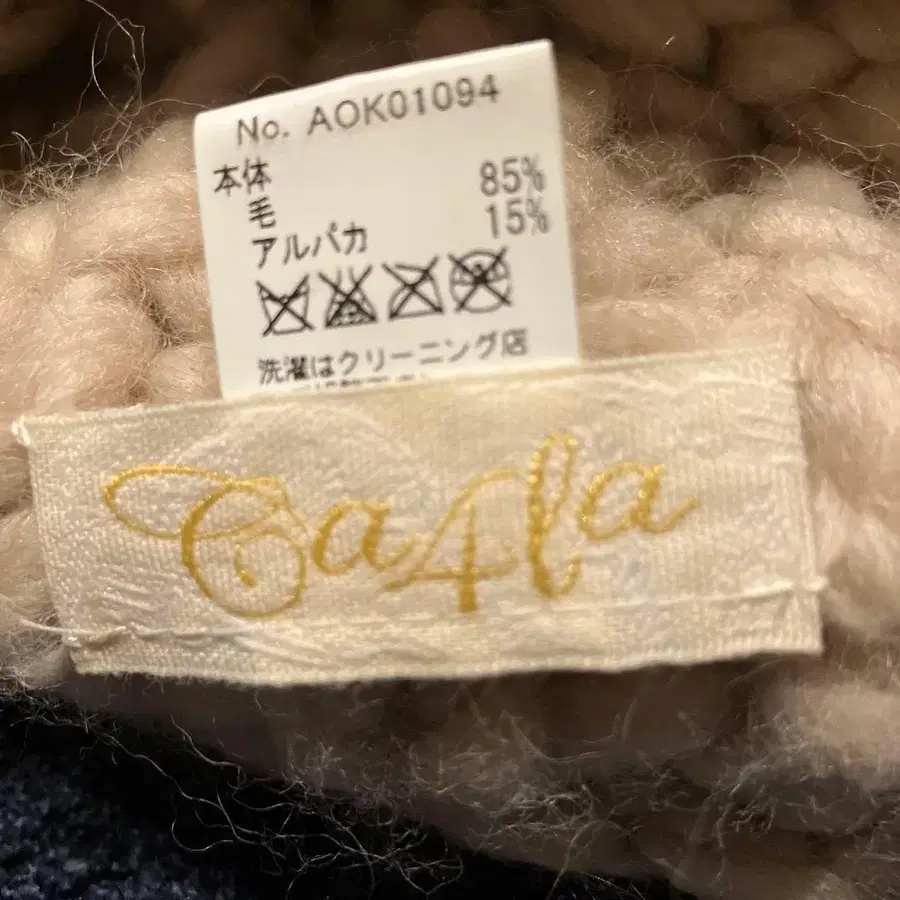 No. AOK01094
本体
毛 85%
アルパカ 15%
洗濯はクリーニング店
Ca4la